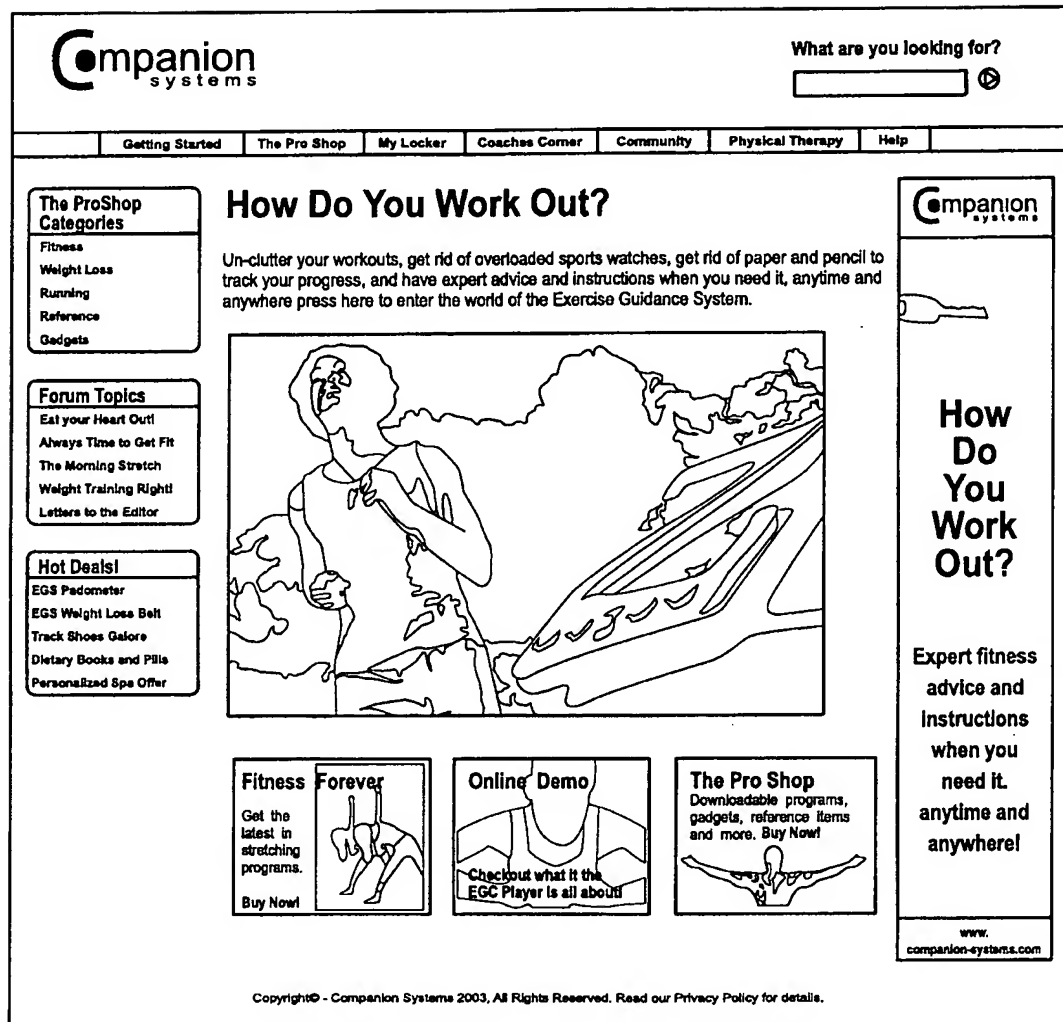 Companion
systems
What are you looking for?
Getting Started The Pro Shop My Locker Coaches Corner Community Physical Therapy Help
The ProShop
Categories
Fitness
Weight Loss
Running
Reference
Gadgets
Forum Topics
Eat your Heart Out!
Always Time to Get Fit
The Morning Stretch
Weight Training Right!
Letters to the Editor
Hot Deals!
EGS Pedometer
EGS Weight Loss Belt
Track Shoes Galore
Dietary Books and Pills
Personalized Spa Offer
How Do You Work Out?
Un-clutter your workouts, get rid of overloaded sports watches, get rid of paper and pencil to
track your progress, and have expert advice and instructions when you need it, anytime and
anywhere press here to enter the world of the Exercise Guidance System.
Fitness Forever
Get the
latest in
stretching
programs.
Buy Now!
Online Demo
Checkout what it the
EGC Player is all about!
The Pro Shop
Downloadable programs,
gadgets, reference items
and more. Buy Now!
Companion
systems
How
Do
You
Work
Out?
Expert fitness
advice and
instructions
when you
need it.
anytime and
anywhere!
www.
companion-systems.com
Copyright© - Companion Systems 2003, All Rights Reserved. Read our Privacy Policy for details.